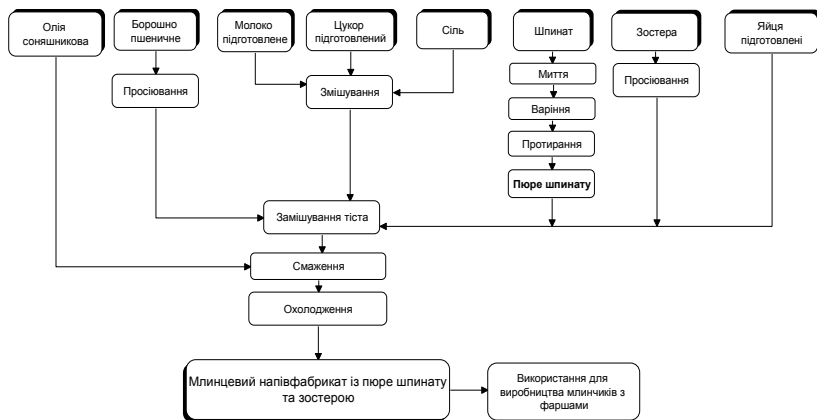 Олія
соняшникова
Борошно
пшеничне
Молоко
підготовлене
Цукор
підготовлений
Сіль
Шпинат
Зостера
Яйця
підготовлені
Просіювання
Змішування
Миття
Просіювання
Варіння
Протирання
Пюре шпинату
Замішування тіста
Смаження
Охолодження
Млинцевий напівфабрикат із пюре шпинату
та зостерою
Використання для
виробництва млинчиків з
фаршами